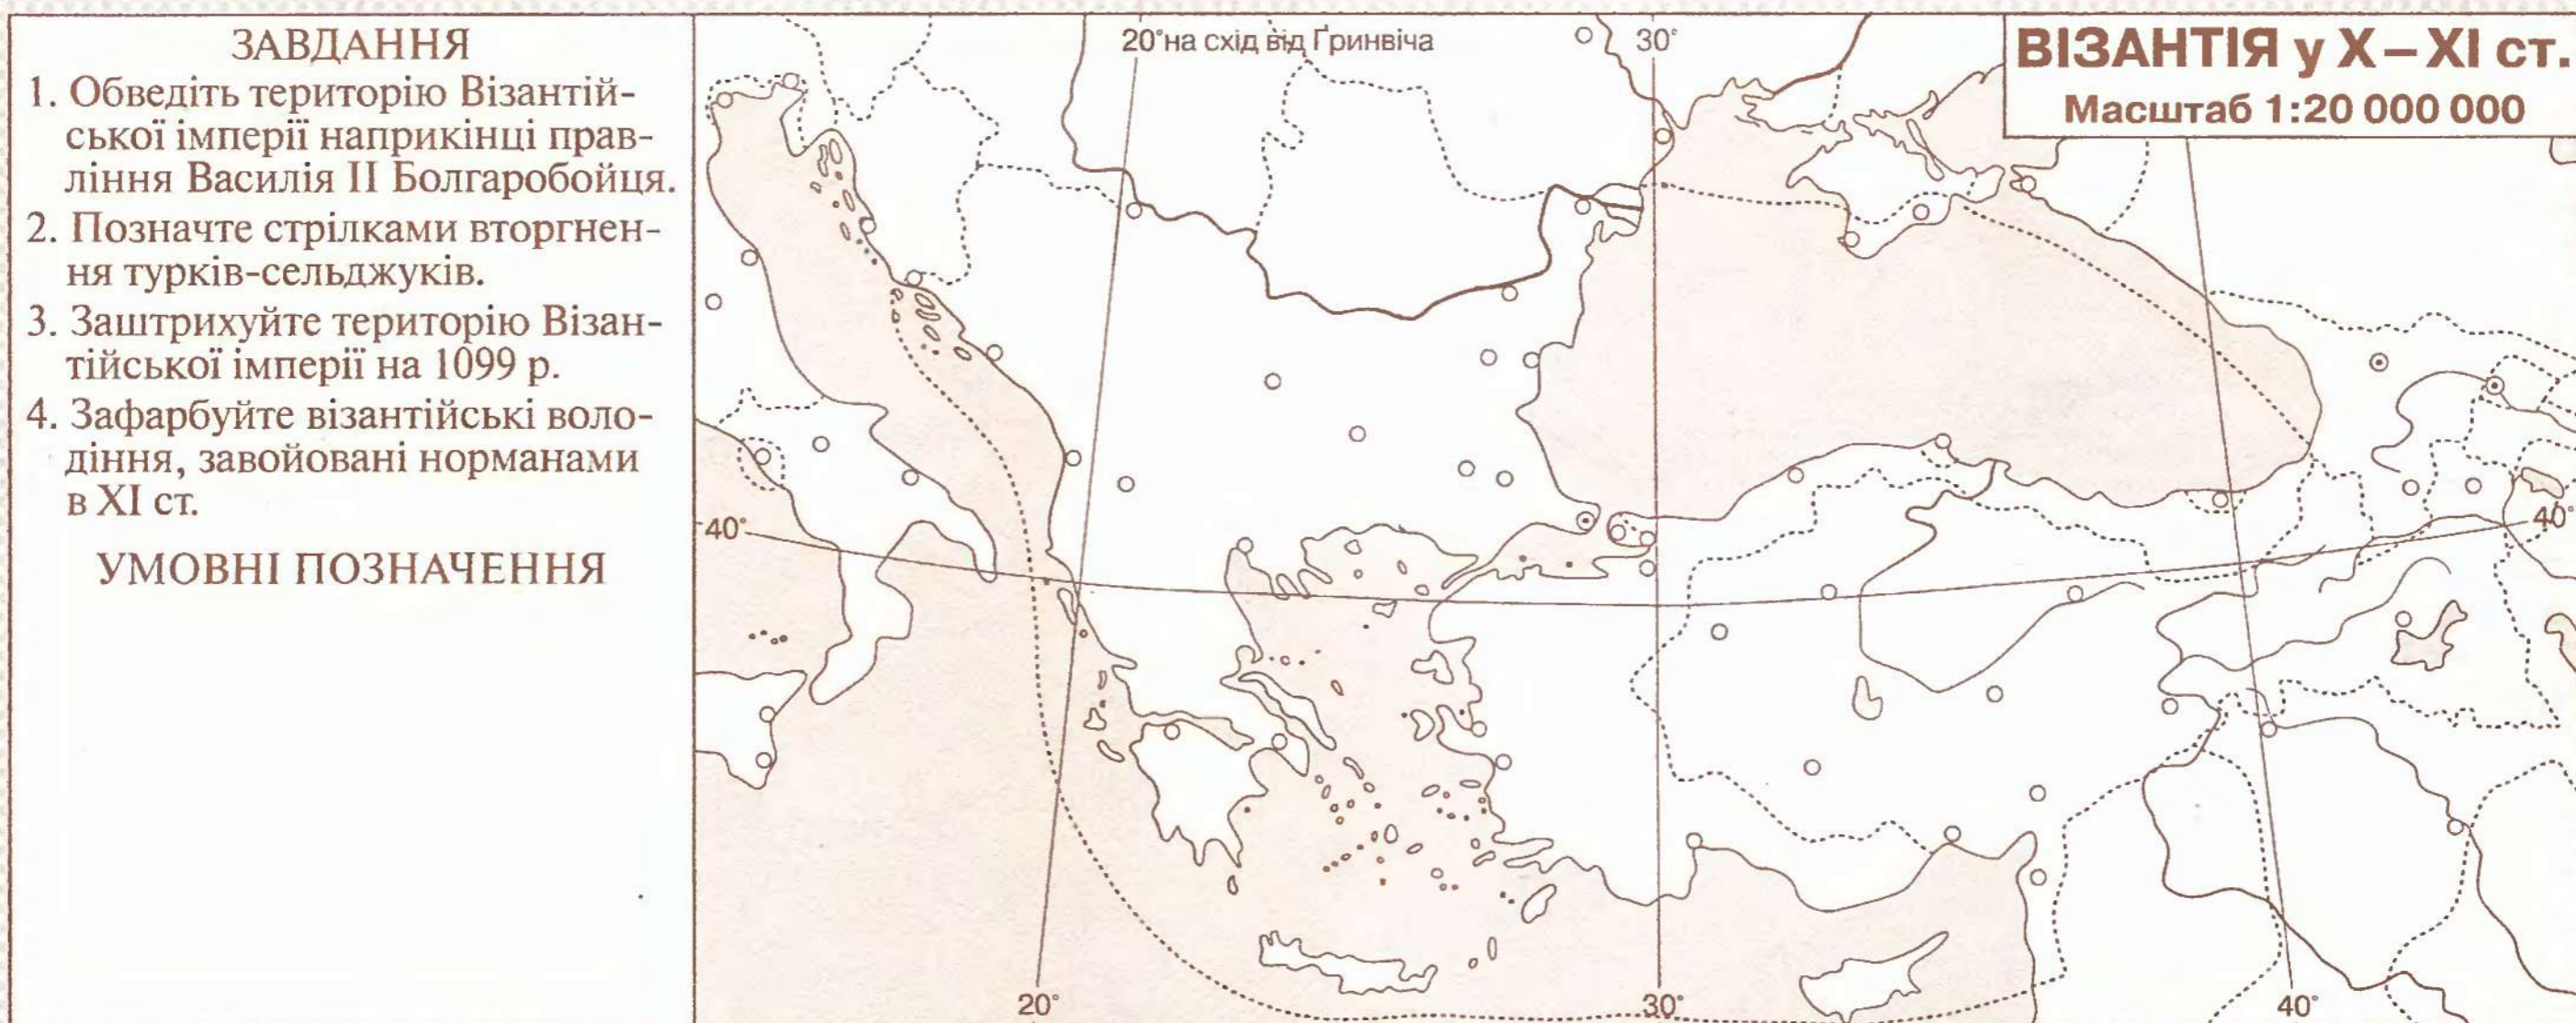 ЗАВДАННЯ
1. Обведіть територію Візантій-
ської імперії наприкінці прав-
ління Василія II Болгаробойця.
2. Позначте стрілками вторгнен-
ня турків-сельджуків.
3. Заштрихуйте територію Візан-
тійської імперії на 1099 р.
4. Зафарбуйте візантійські воло-
діння, завойовані норманами
в XI ст.
УМОВНІ ПОЗНАЧЕННЯ
20°на схід від Ґринвіча
30°
ВІЗАНТІЯ у X–XI ст.
Масштаб 1:20 000 000
40°
40°
20°
30°
40°